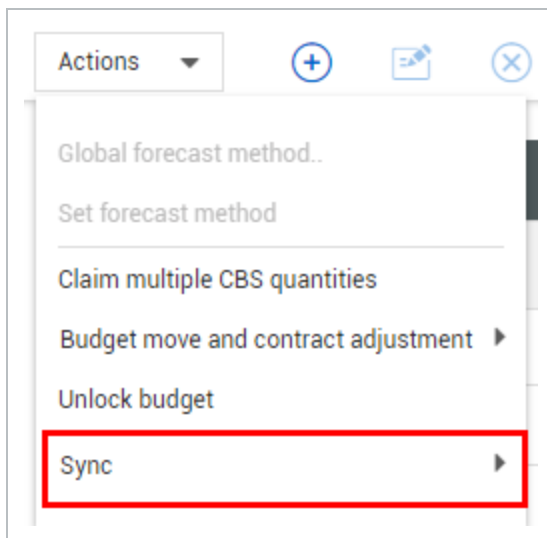 Actions
Global forecast method..
Set forecast method
Claim multiple CBS quantities
Budget move and contract adjustment
Unlock budget
Sync